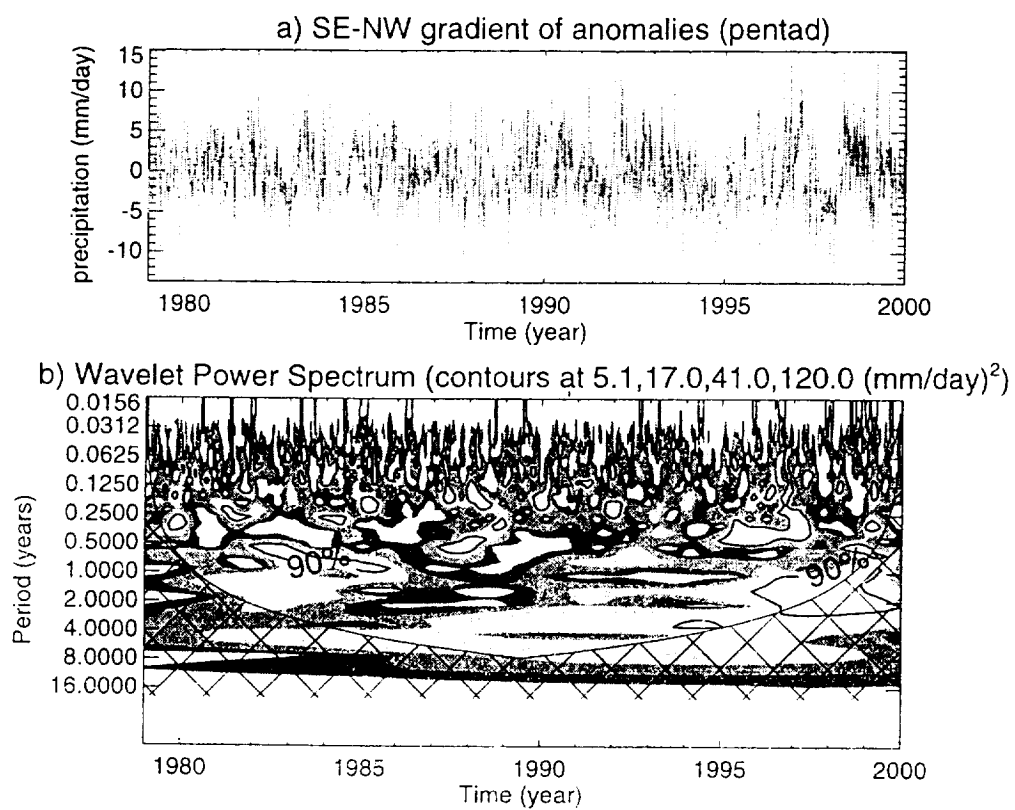 a) SE-NW gradient of anomalies (pentad)
precipitation (mm/day)
15
10
5
0
-5
-10
1980 1985 1990 1995 2000
Time (year)
b) Wavelet Power Spectrum (contours at 5.1,17.0,41.0,120.0 (mm/day)²)
Period (years)
0.0156
0.0312
0.0625
0.1250
0.2500
0.5000
1.0000
2.0000
4.0000
8.0000
16.0000
90% 90%
1980 1985 1990 1995 2000
Time (year)